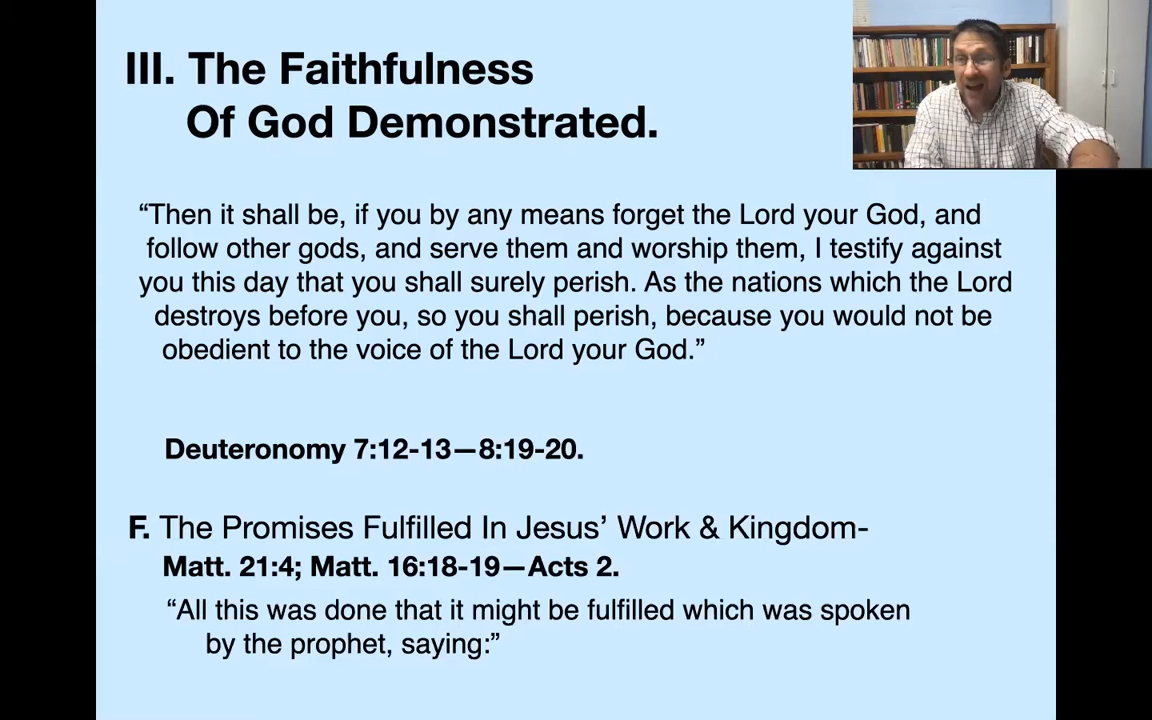 III. The Faithfulness
Of God Demonstrated.
“Then it shall be, if you by any means forget the Lord your God, and
follow other gods, and serve them and worship them, I testify against
you this day that you shall surely perish. As the nations which the Lord
destroys before you, so you shall perish, because you would not be
obedient to the voice of the Lord your God.”
Deuteronomy 7:12-13—8:19-20.
F. The Promises Fulfilled In Jesus’ Work & Kingdom-
Matt. 21:4; Matt. 16:18-19—Acts 2.
“All this was done that it might be fulfilled which was spoken
by the prophet, saying:”